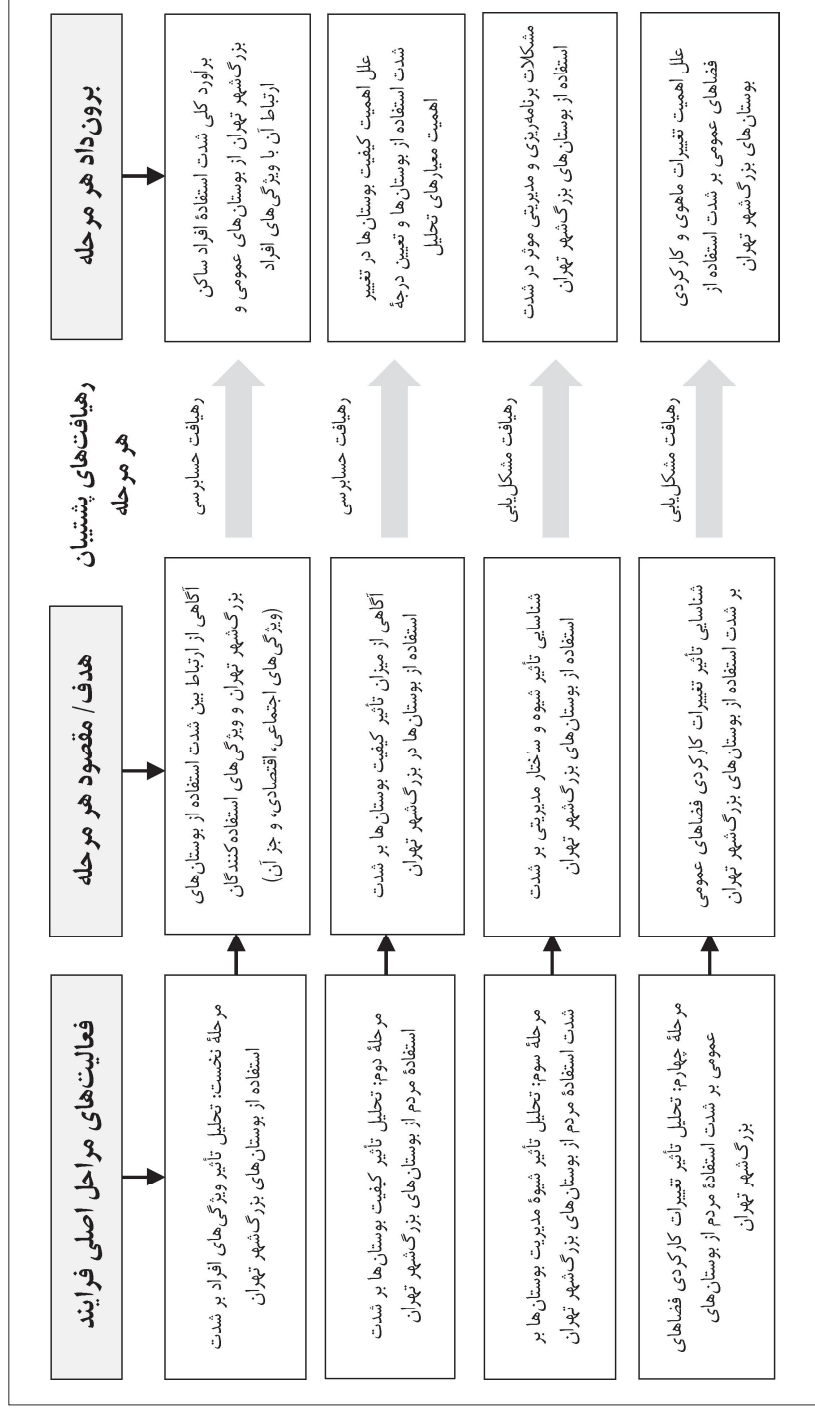 فعالیت‌های مراحل اصلی فرایند
هدف/ مقصود هر مرحله
رهیافت‌های پشتیبان
هر مرحله
برون‌داد هر مرحله
مرحلۀ نخست: تحلیل تأثیر ویژگی‌های افراد بر شدت
استفاده از بوستان‌های بزرگ‌شهر تهران
آگاهی از ارتباط بین شدت استفاده از بوستان‌های
بزرگ‌شهر تهران و ویژگی‌های استفاده‌کنندگان
(ویژگی‌های اجتماعی، اقتصادی، و جز آن)
رهیافت حسابرسی
برآورد کلی شدت استفادۀ افراد ساکن
بزرگ‌شهر تهران از بوستان‌های عمومی و
ارتباط آن با ویژگی‌های افراد
مرحلۀ دوم: تحلیل تأثیر کیفیت بوستان‌ها بر شدت
استفادۀ مردم از بوستان‌های بزرگ‌شهر تهران
آگاهی از میزان تأثیر کیفیت بوستان‌ها بر شدت
استفاده از بوستان‌ها در بزرگ‌شهر تهران
رهیافت حسابرسی
علل اهمیت کیفیت بوستان‌ها در تغییر
شدت استفاده از بوستان‌ها و تعیین درجۀ
اهمیت معیارهای تحلیل
مرحلۀ سوم: تحلیل تأثیر شیوۀ مدیریت بوستان‌ها بر
شدت استفادۀ مردم از بوستان‌های بزرگ‌شهر تهران
شناسایی تأثیر شیوه و سختار مدیریتی بر شدت
استفاده از بوستان‌های بزرگ‌شهر تهران
رهیافت مشکل‌یابی
مشکلات برنامه‌ریزی و مدیریتی موثر در شدت
استفاده از بوستان‌های بزرگ‌شهر تهران
مرحلۀ چهارم: تحلیل تأثیر تغییرات کارکردی فضاهای
عمومی بر شدت استفادۀ مردم از بوستان‌های
بزرگ‌شهر تهران
شناسایی تأثیر تغییرات کارکردی فضاهای عمومی
بر شدت استفاده از بوستان‌های بزرگ‌شهر تهران
رهیافت مشکل‌یابی
علل اهمیت تغییرات ماهوی و کارکردی
فضاهای عمومی بر شدت استفاده از
بوستان‌های بزرگ‌شهر تهران